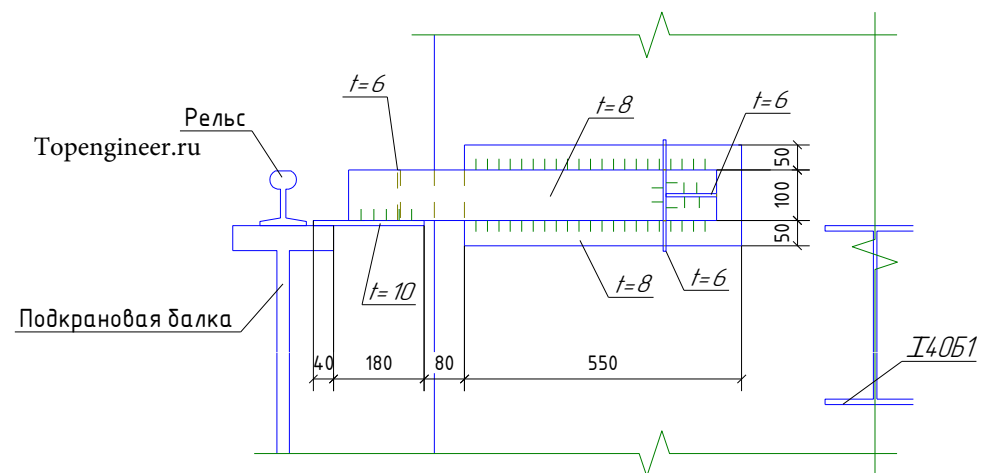 t=6
t=8
t=6
Рельс
Topengineer.ru
50
100
50
t=10
t=8
t=6
Подкрановая балка
I40Б1
40
180
80
550